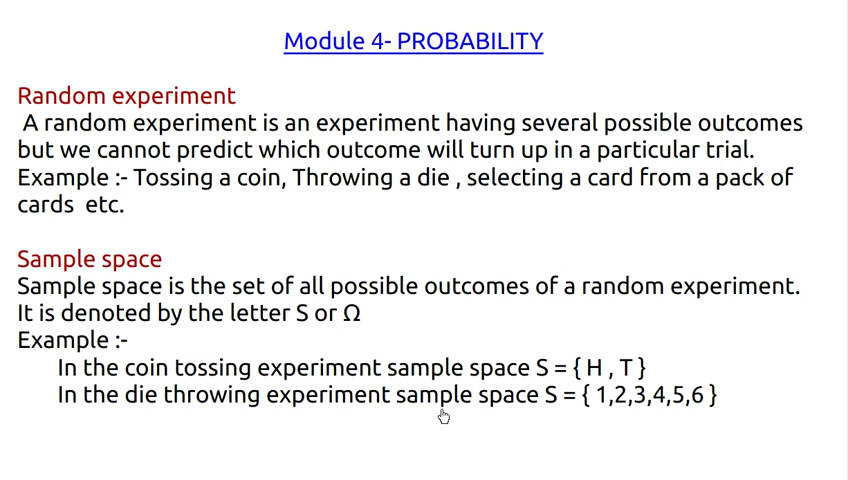 Module 4- PROBABILITY
Random experiment
A random experiment is an experiment having several possible outcomes
but we cannot predict which outcome will turn up in a particular trial.
Example :- Tossing a coin, Throwing a die , selecting a card from a pack of
cards etc.
Sample space
Sample space is the set of all possible outcomes of a random experiment.
It is denoted by the letter S or Ω
Example :-
In the coin tossing experiment sample space S = { H , T }
In the die throwing experiment sample space S = { 1,2,3,4,5,6 }